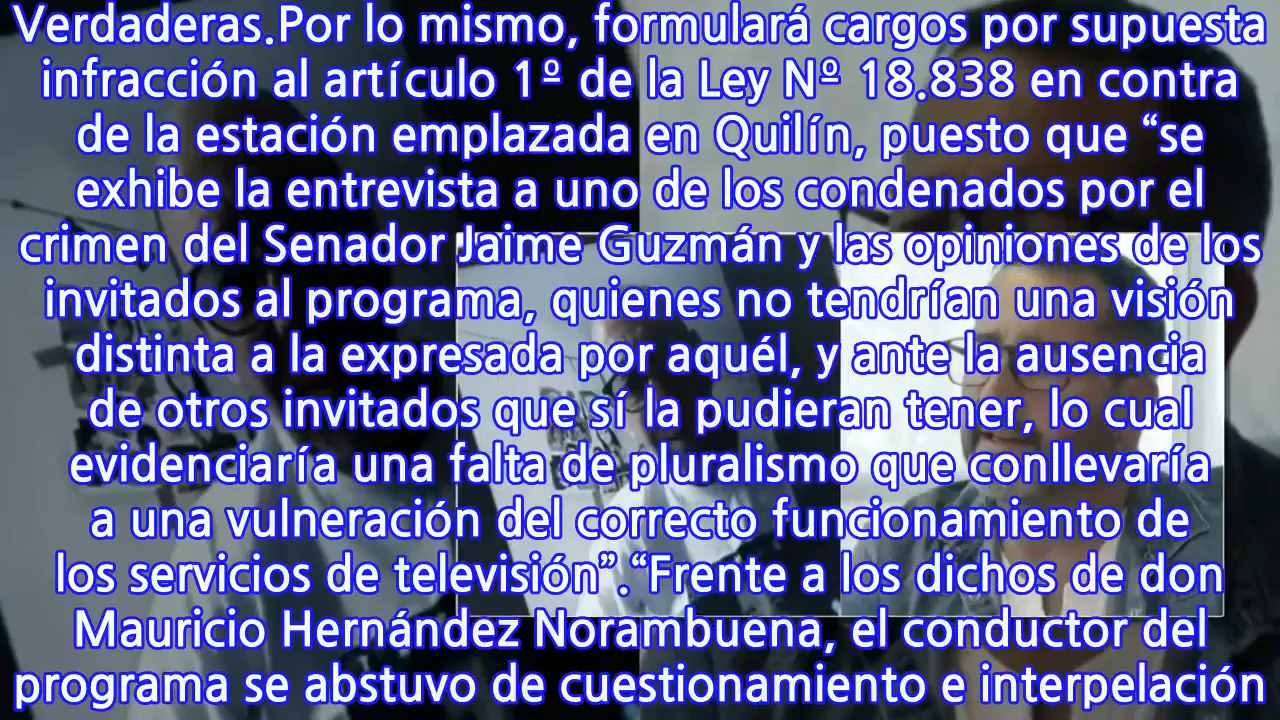 Verdaderas.Por lo mismo, formulará cargos por supuesta
infracción al artículo 1º de la Ley Nº 18.838 en contra
de la estación emplazada en Quilín, puesto que “se
exhibe la entrevista a uno de los condenados por el
crimen del Senador Jaime Guzmán y las opiniones de los
invitados al programa, quienes no tendrían una visión
distinta a la expresada por aquél, y ante la ausencia
de otros invitados que sí la pudieran tener, lo cual
evidenciaría una falta de pluralismo que conllevaría
a una vulneración del correcto funcionamiento de
los servicios de televisión”.“Frente a los dichos de don
Mauricio Hernández Norambuena, el conductor del
programa se abstuvo de cuestionamiento e interpelación